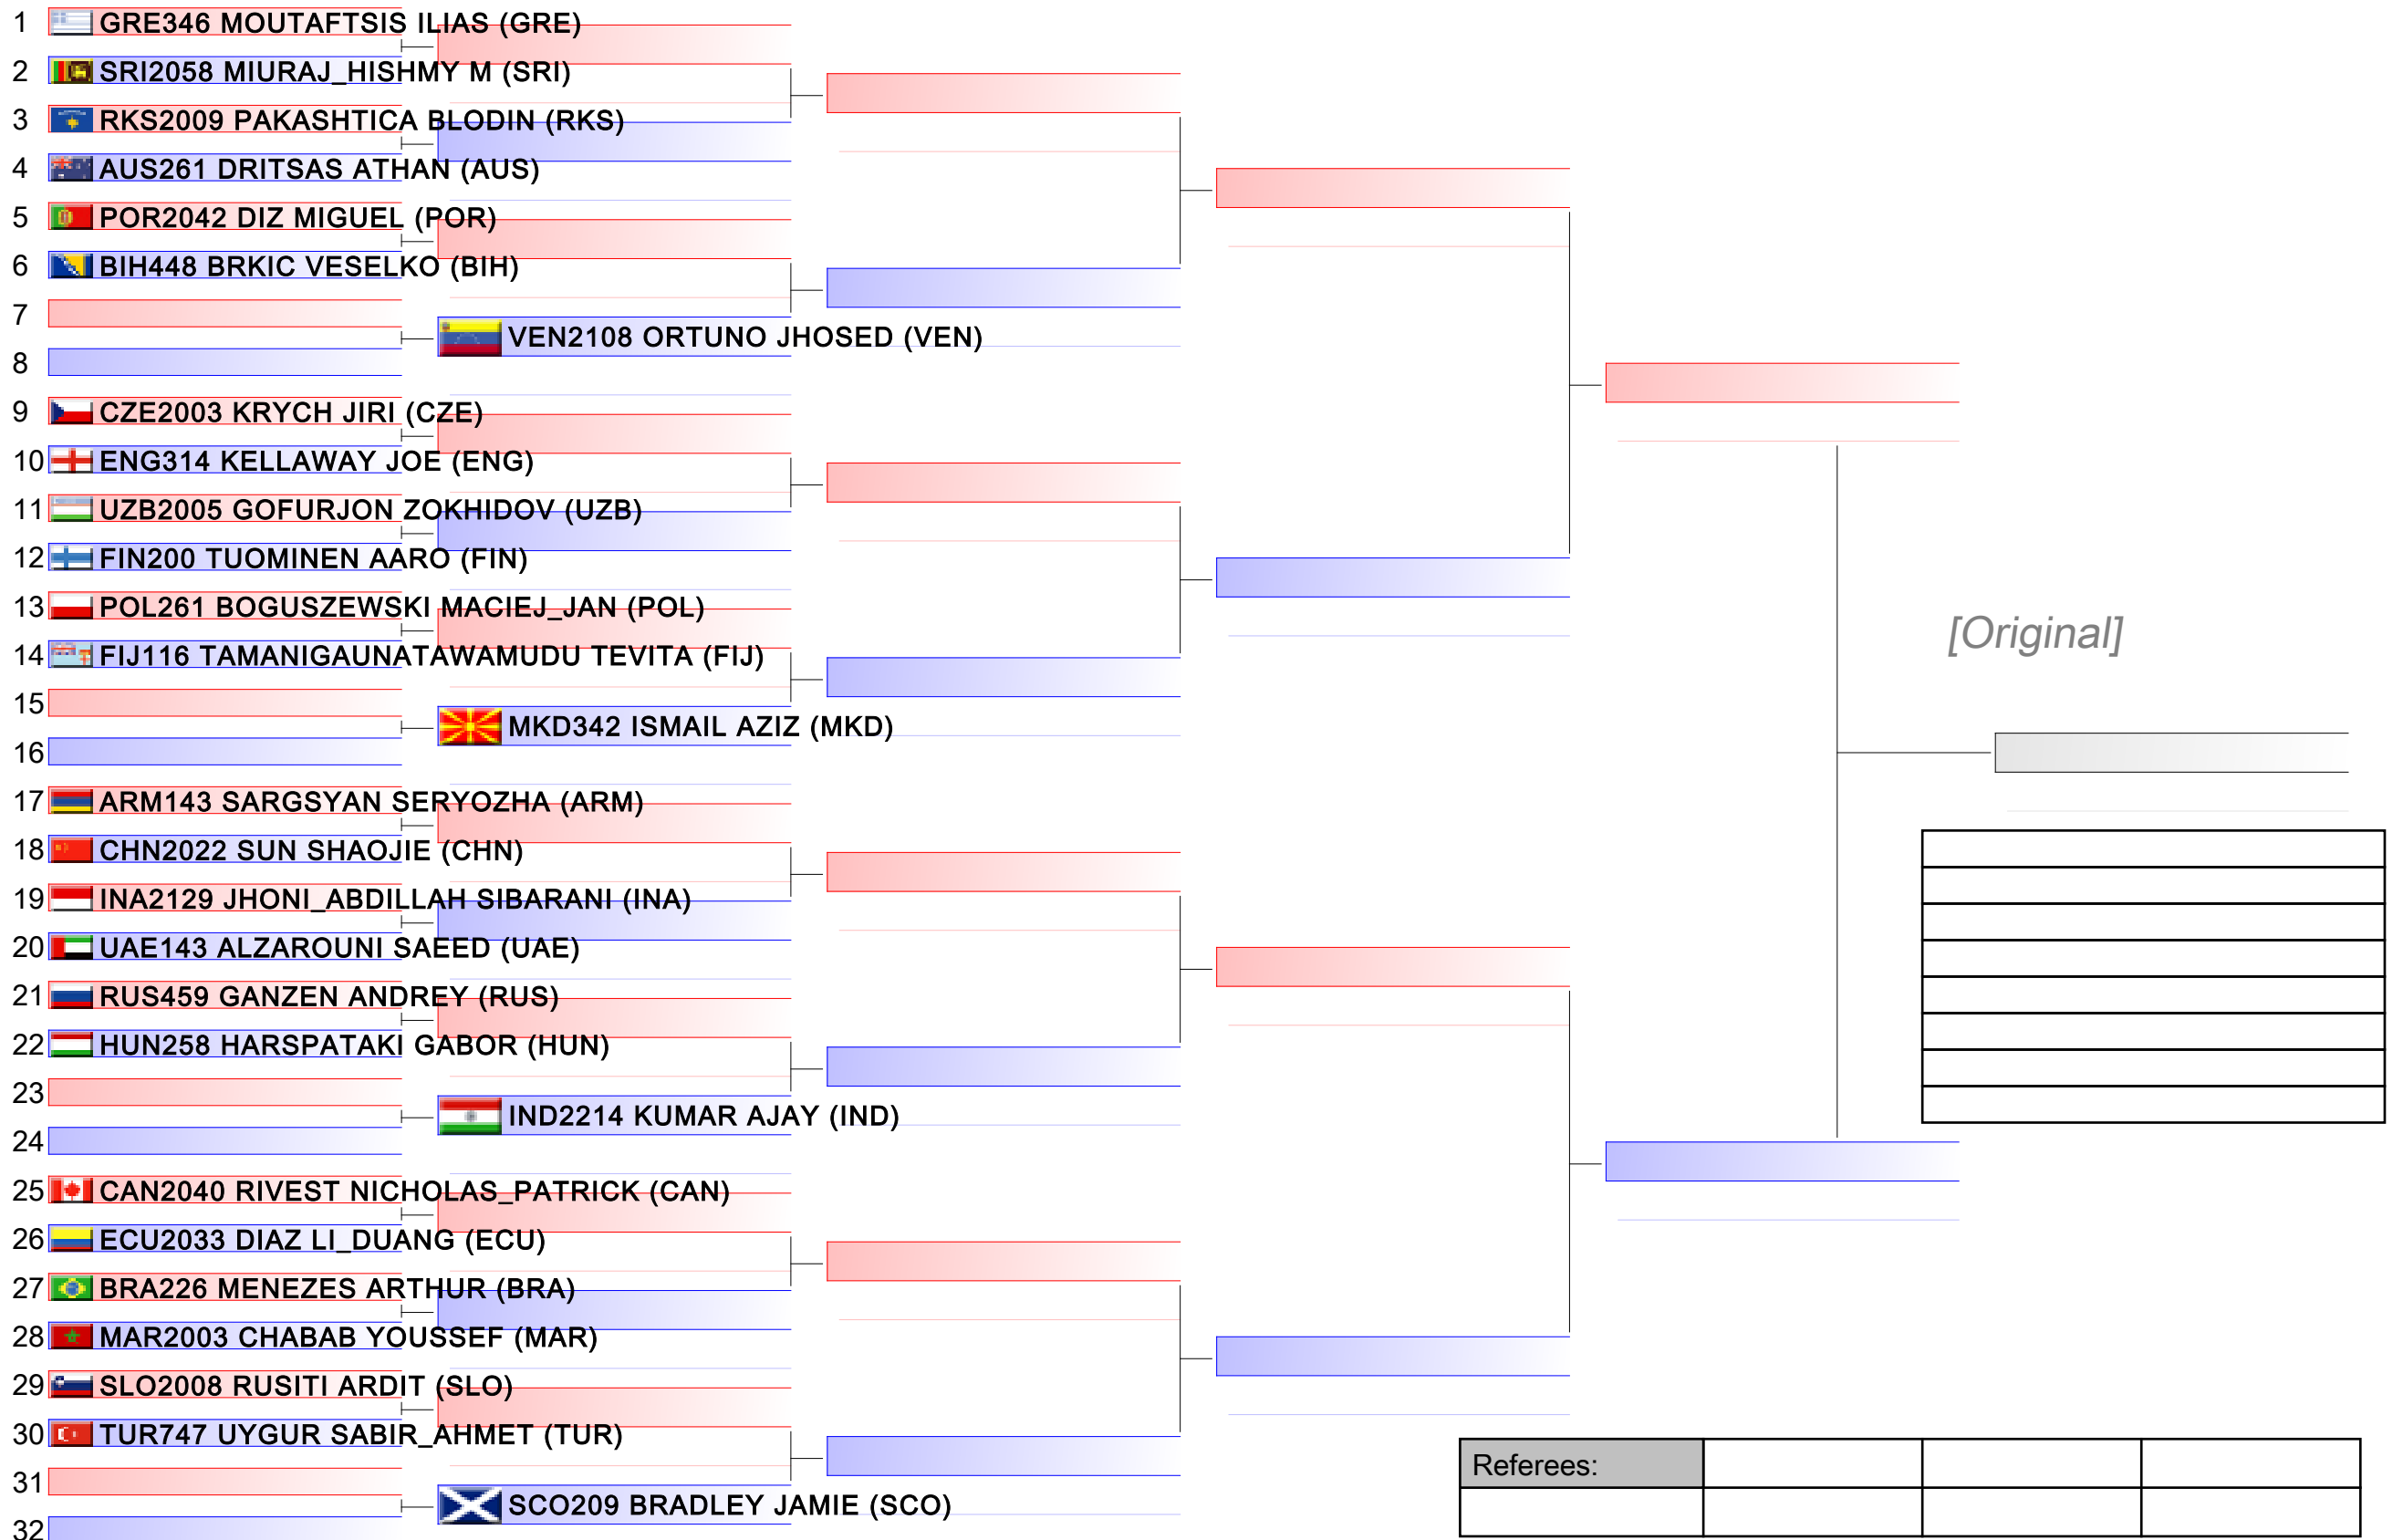 1 GRE346 MOUTAFTSIS ILIAS (GRE)
2 SRI2058 MIURAJ_HISHMY M (SRI)
3 RKS2009 PAKASHTICA BLODIN (RKS)
4 AUS261 DRITSAS ATHAN (AUS)
5 POR2042 DIZ MIGUEL (POR)
6 BIH448 BRKIC VESELKO (BIH)
7
VEN2108 ORTUNO JHOSED (VEN)
8
9 CZE2003 KRYCH JIRI (CZE)
10 ENG314 KELLAWAY JOE (ENG)
11 UZB2005 GOFURJON ZOKHIDOV (UZB)
12 FIN200 TUOMINEN AARO (FIN)
13 POL261 BOGUSZEWSKI MACIEJ_JAN (POL)
[Original]
14 FIJ116 TAMANIGAUNATAWAMUDU TEVITA (FIJ)
15
MKD342 ISMAIL AZIZ (MKD)
16
17 ARM143 SARGSYAN SERYOZHA (ARM)
18 CHN2022 SUN SHAOJIE (CHN)
19 INA2129 JHONI_ABDILLAH SIBARANI (INA)
20 UAE143 ALZAROUNI SAEED (UAE)
21 RUS459 GANZEN ANDREY (RUS)
22 HUN258 HARSPATAKI GABOR (HUN)
23
IND2214 KUMAR AJAY (IND)
24
25 CAN2040 RIVEST NICHOLAS_PATRICK (CAN)
26 ECU2033 DIAZ LI_DUANG (ECU)
27 BRA226 MENEZES ARTHUR (BRA)
28 MAR2003 CHABAB YOUSSEF (MAR)
29 SLO2008 RUSITI ARDIT (SLO)
30 TUR747 UYGUR SABIR_AHMET (TUR)
Referees:
31
SCO209 BRADLEY JAMIE (SCO)
32